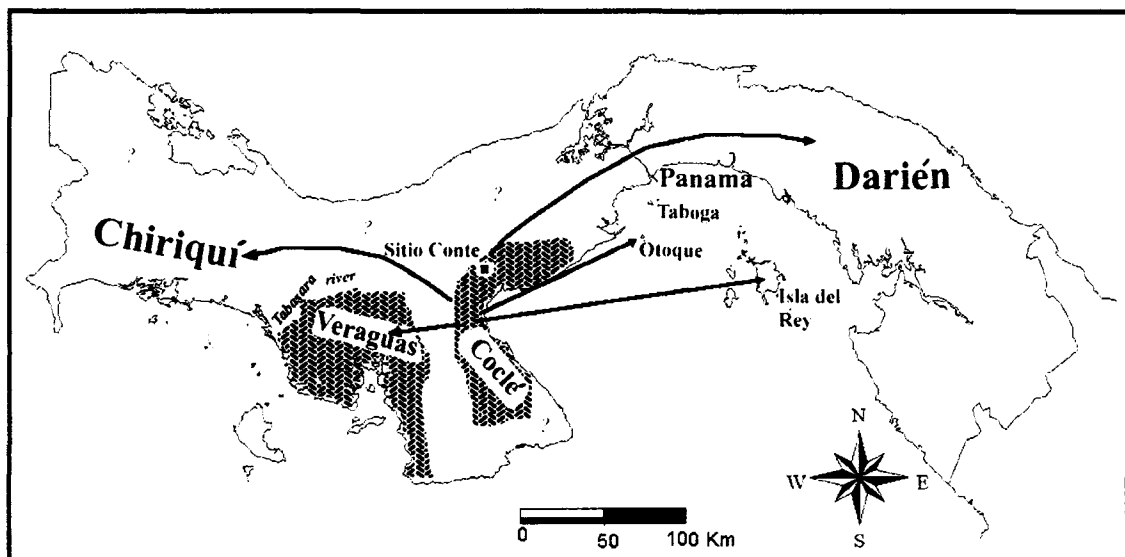 ?
?
?
Darién
Panama
Taboga
Chiriquí
Sitio Conte
Otoque
Tabasara river
Isla del
Rey
Veraguas
Coclé
?
N
W E
S
0 50 100 Km